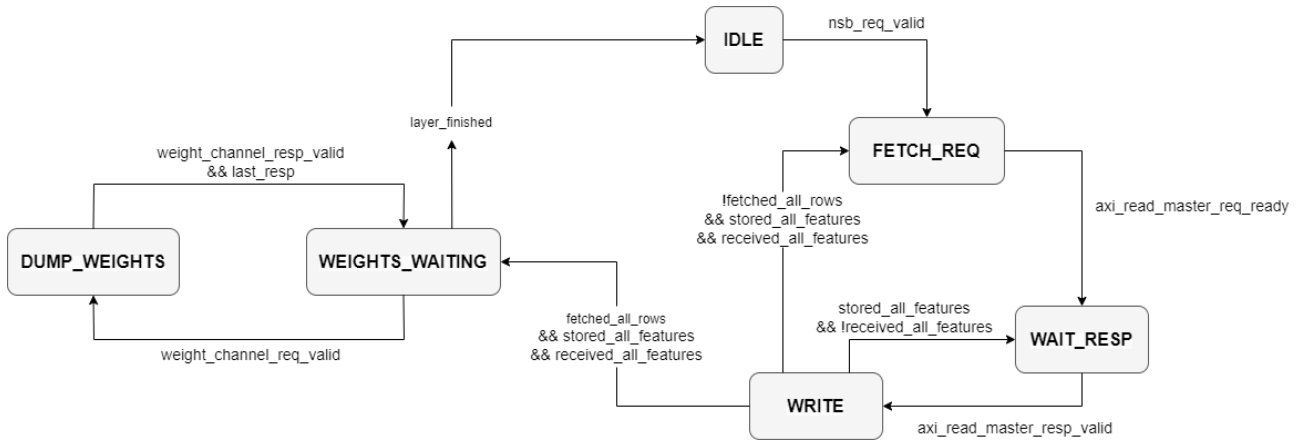 nsb_req_valid
IDLE
layer_finished
FETCH_REQ
weight_channel_resp_valid
&& last_resp
!fetched_all_rows
&& stored_all_features
&& received_all_features
axi_read_master_req_ready
DUMP_WEIGHTS
WEIGHTS_WAITING
fetched_all_rows
&& stored_all_features
&& received_all_features
stored_all_features
&& !received_all_features
WAIT_RESP
weight_channel_req_valid
WRITE
axi_read_master_resp_valid